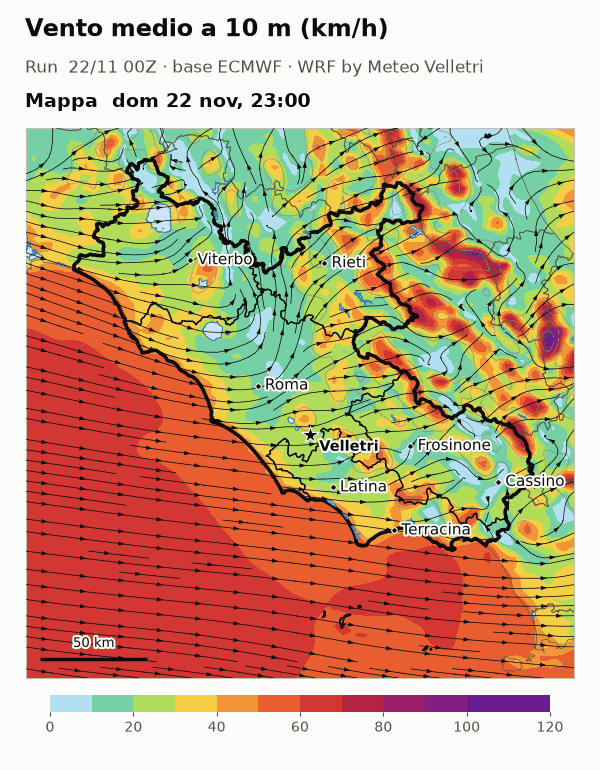 Vento medio a 10 m (km/h)
Run  22/11 00Z · base ECMWF · WRF by Meteo Velletri
Mappa  dom 22 nov, 23:00
Viterbo
Rieti
Roma
Velletri
Frosinone
Cassino
Latina
Terracina
50 km
0 20 40 60 80 100 120